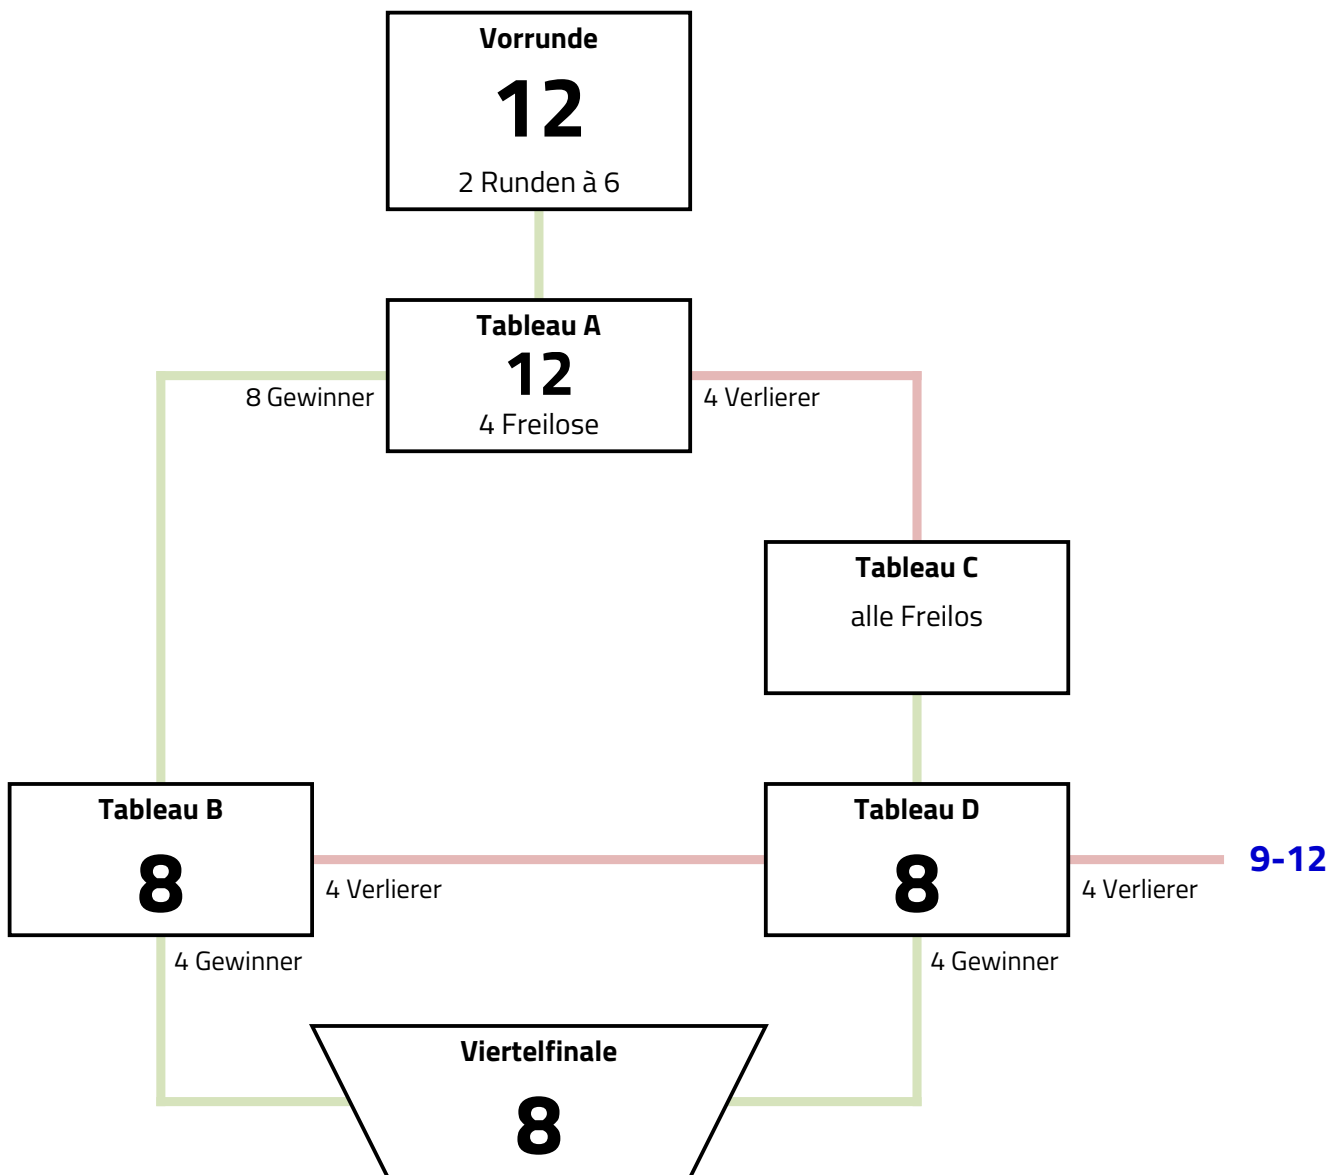 Vorrunde
12
2 Runden à 6
Tableau A
12
4 Freilose
8 Gewinner
4 Verlierer
Tableau C
alle Freilos
Tableau B
8
4 Verlierer
4 Gewinner
Tableau D
8
4 Verlierer
9-12
4 Gewinner
Viertelfinale
8